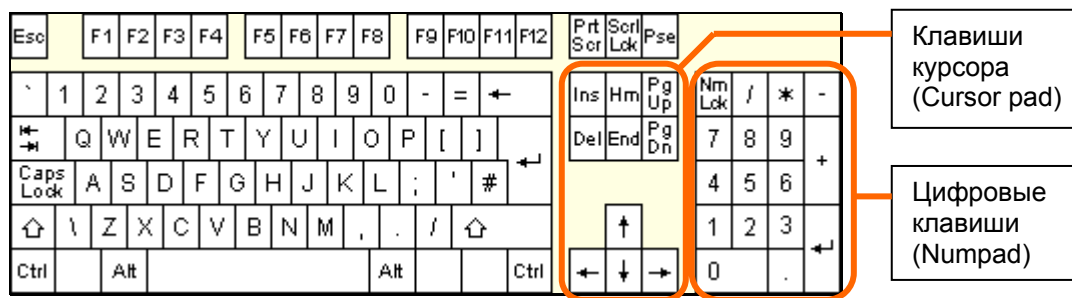 Esc F1 F2 F3 F4 F5 F6 F7 F8 F9 F10 F11 F12 Prt Scr Scrl Lck Pse
` 1 2 3 4 5 6 7 8 9 0 - = ← Ins Hm Pg Up Nm Lck / * -
Q W E R T Y U I O P [ ] Del End Pg Dn 7 8 9 +
Caps Lock A S D F G H J K L ; ' # 4 5 6
⇧ \ Z X C V B N M , . / ⇧ ↑ 1 2 3
Ctrl Alt Alt Ctrl ← ↓ → 0 .
Клавиши
курсора
(Cursor pad)
Цифровые
клавиши
(Numpad)